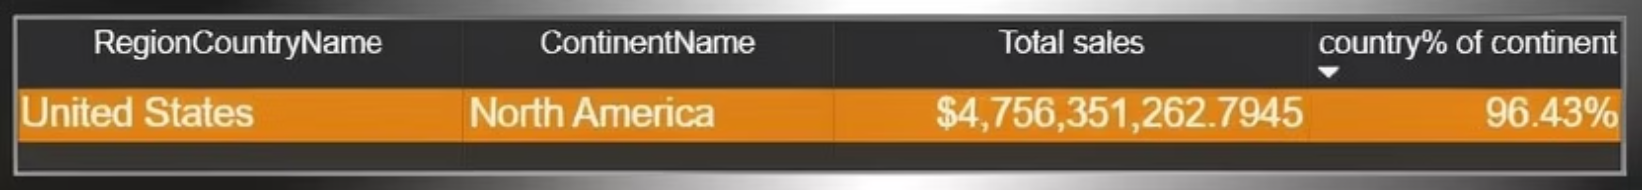 RegionCountryName ContinentName Total sales country% of continent
United States North America $4,756,351,262.7945 96.43%